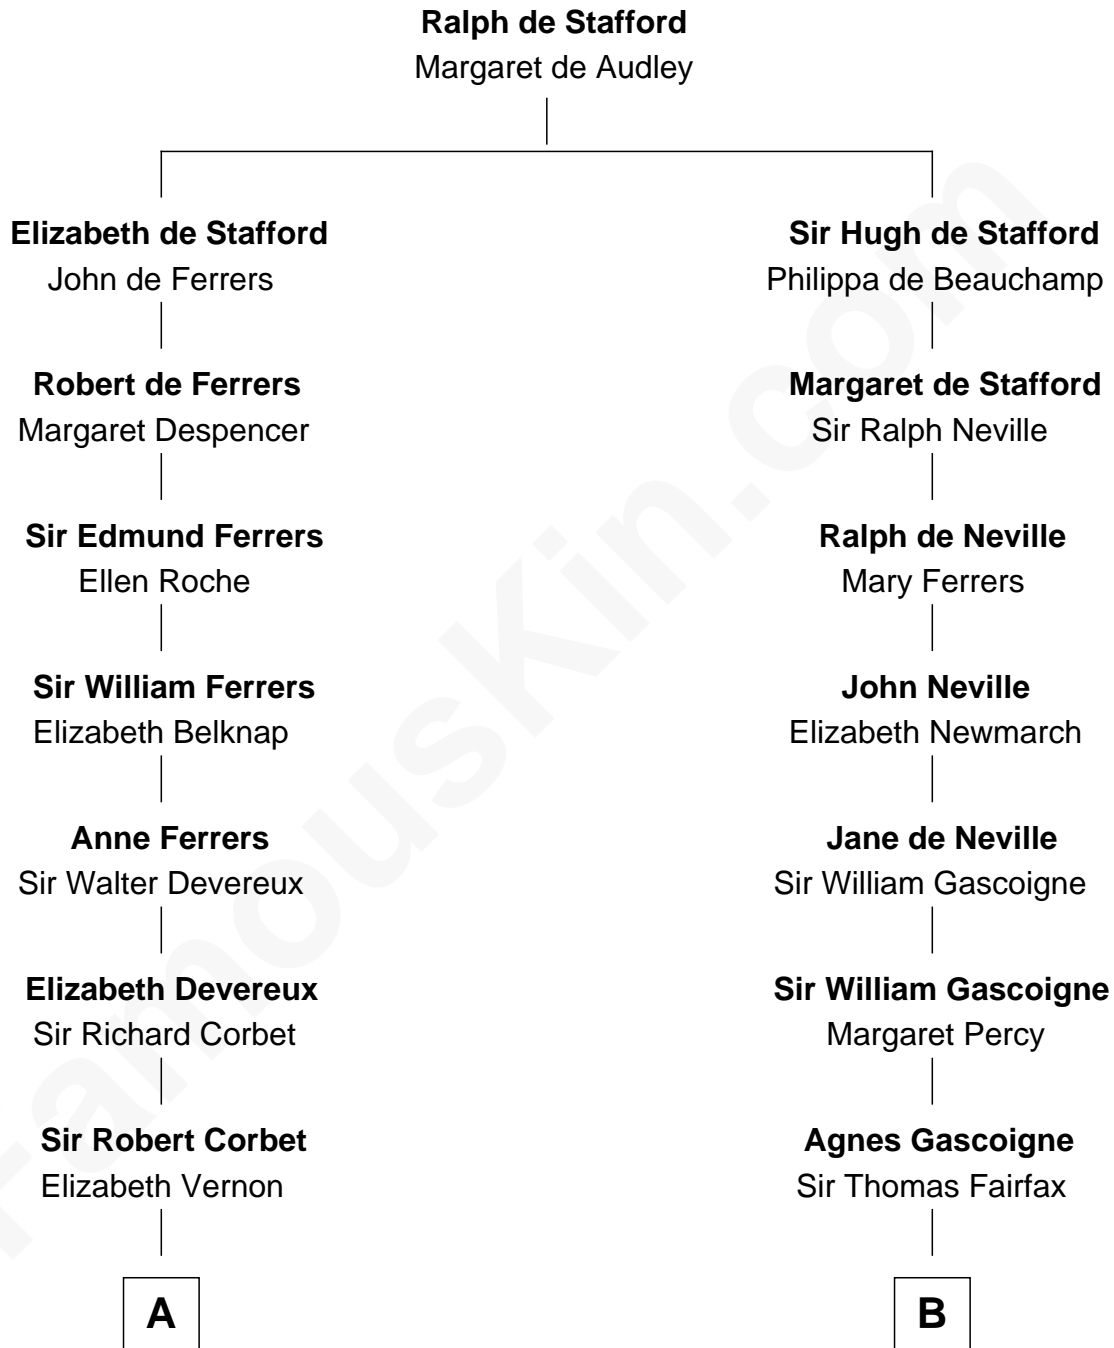 Ralph de Stafford
Margaret de Audley
Elizabeth de Stafford
John de Ferrers
Sir Hugh de Stafford
Philippa de Beauchamp
Robert de Ferrers
Margaret Despencer
Margaret de Stafford
Sir Ralph Neville
Sir Edmund Ferrers
Ellen Roche
Ralph de Neville
Mary Ferrers
Sir William Ferrers
Elizabeth Belknap
John Neville
Elizabeth Newmarch
Anne Ferrers
Sir Walter Devereux
Jane de Neville
Sir William Gascoigne
Elizabeth Devereux
Sir Richard Corbet
Sir William Gascoigne
Margaret Percy
Sir Robert Corbet
Elizabeth Vernon
Agnes Gascoigne
Sir Thomas Fairfax
A
B
FamousKin.com